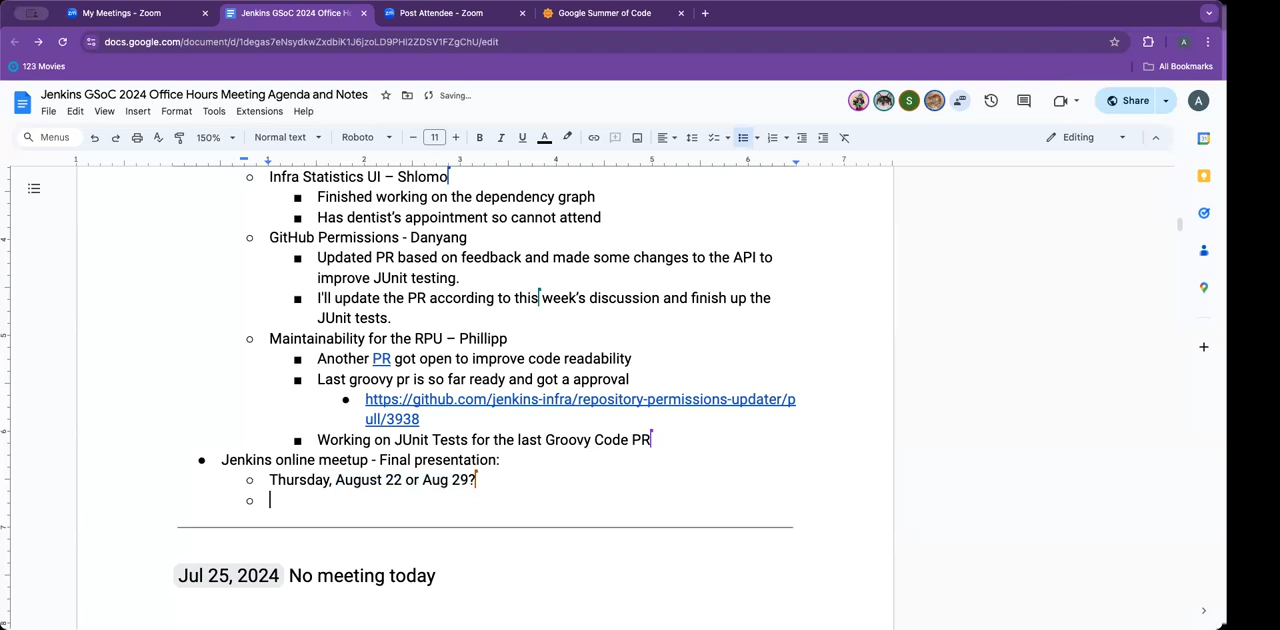 My Meetings - Zoom
Jenkins GSoC 2024 Office H
Post Attendee - Zoom
Google Summer of Code
docs.google.com/document/d/1degas7eNsydkwZxdbiK1J6jzoLD9PHI2ZDSV1FZgChU/edit
A
123 Movies
All Bookmarks
Jenkins GSoC 2024 Office Hours Meeting Agenda and Notes
Saving...
File Edit View Insert Format Tools Extensions Help
S
Share
A
Menus
150%
Normal text
Roboto
11
B I U A
Editing
1 1 2 3 4 5 6 7
Infra Statistics UI – Shlomo
Finished working on the dependency graph
Has dentist’s appointment so cannot attend
GitHub Permissions - Danyang
Updated PR based on feedback and made some changes to the API to
improve JUnit testing.
I'll update the PR according to this week’s discussion and finish up the
JUnit tests.
Maintainability for the RPU – Phillipp
Another PR got open to improve code readability
Last groovy pr is so far ready and got a approval
https://github.com/jenkins-infra/repository-permissions-updater/p
ull/3938
Working on JUnit Tests for the last Groovy Code PR
Jenkins online meetup - Final presentation:
Thursday, August 22 or Aug 29?
Jul 25, 2024 No meeting today